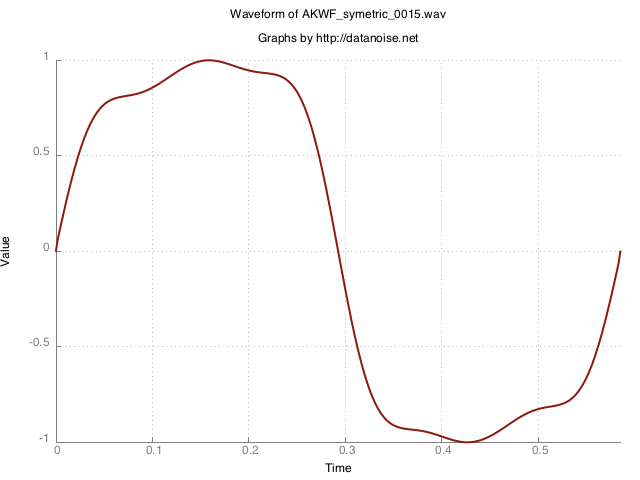 Waveform of AKWF_symetric_0015.wav
Graphs by http://datanoise.net
1
0.5
0
-0.5
-1
Value
0 0.1 0.2 0.3 0.4 0.5
Time